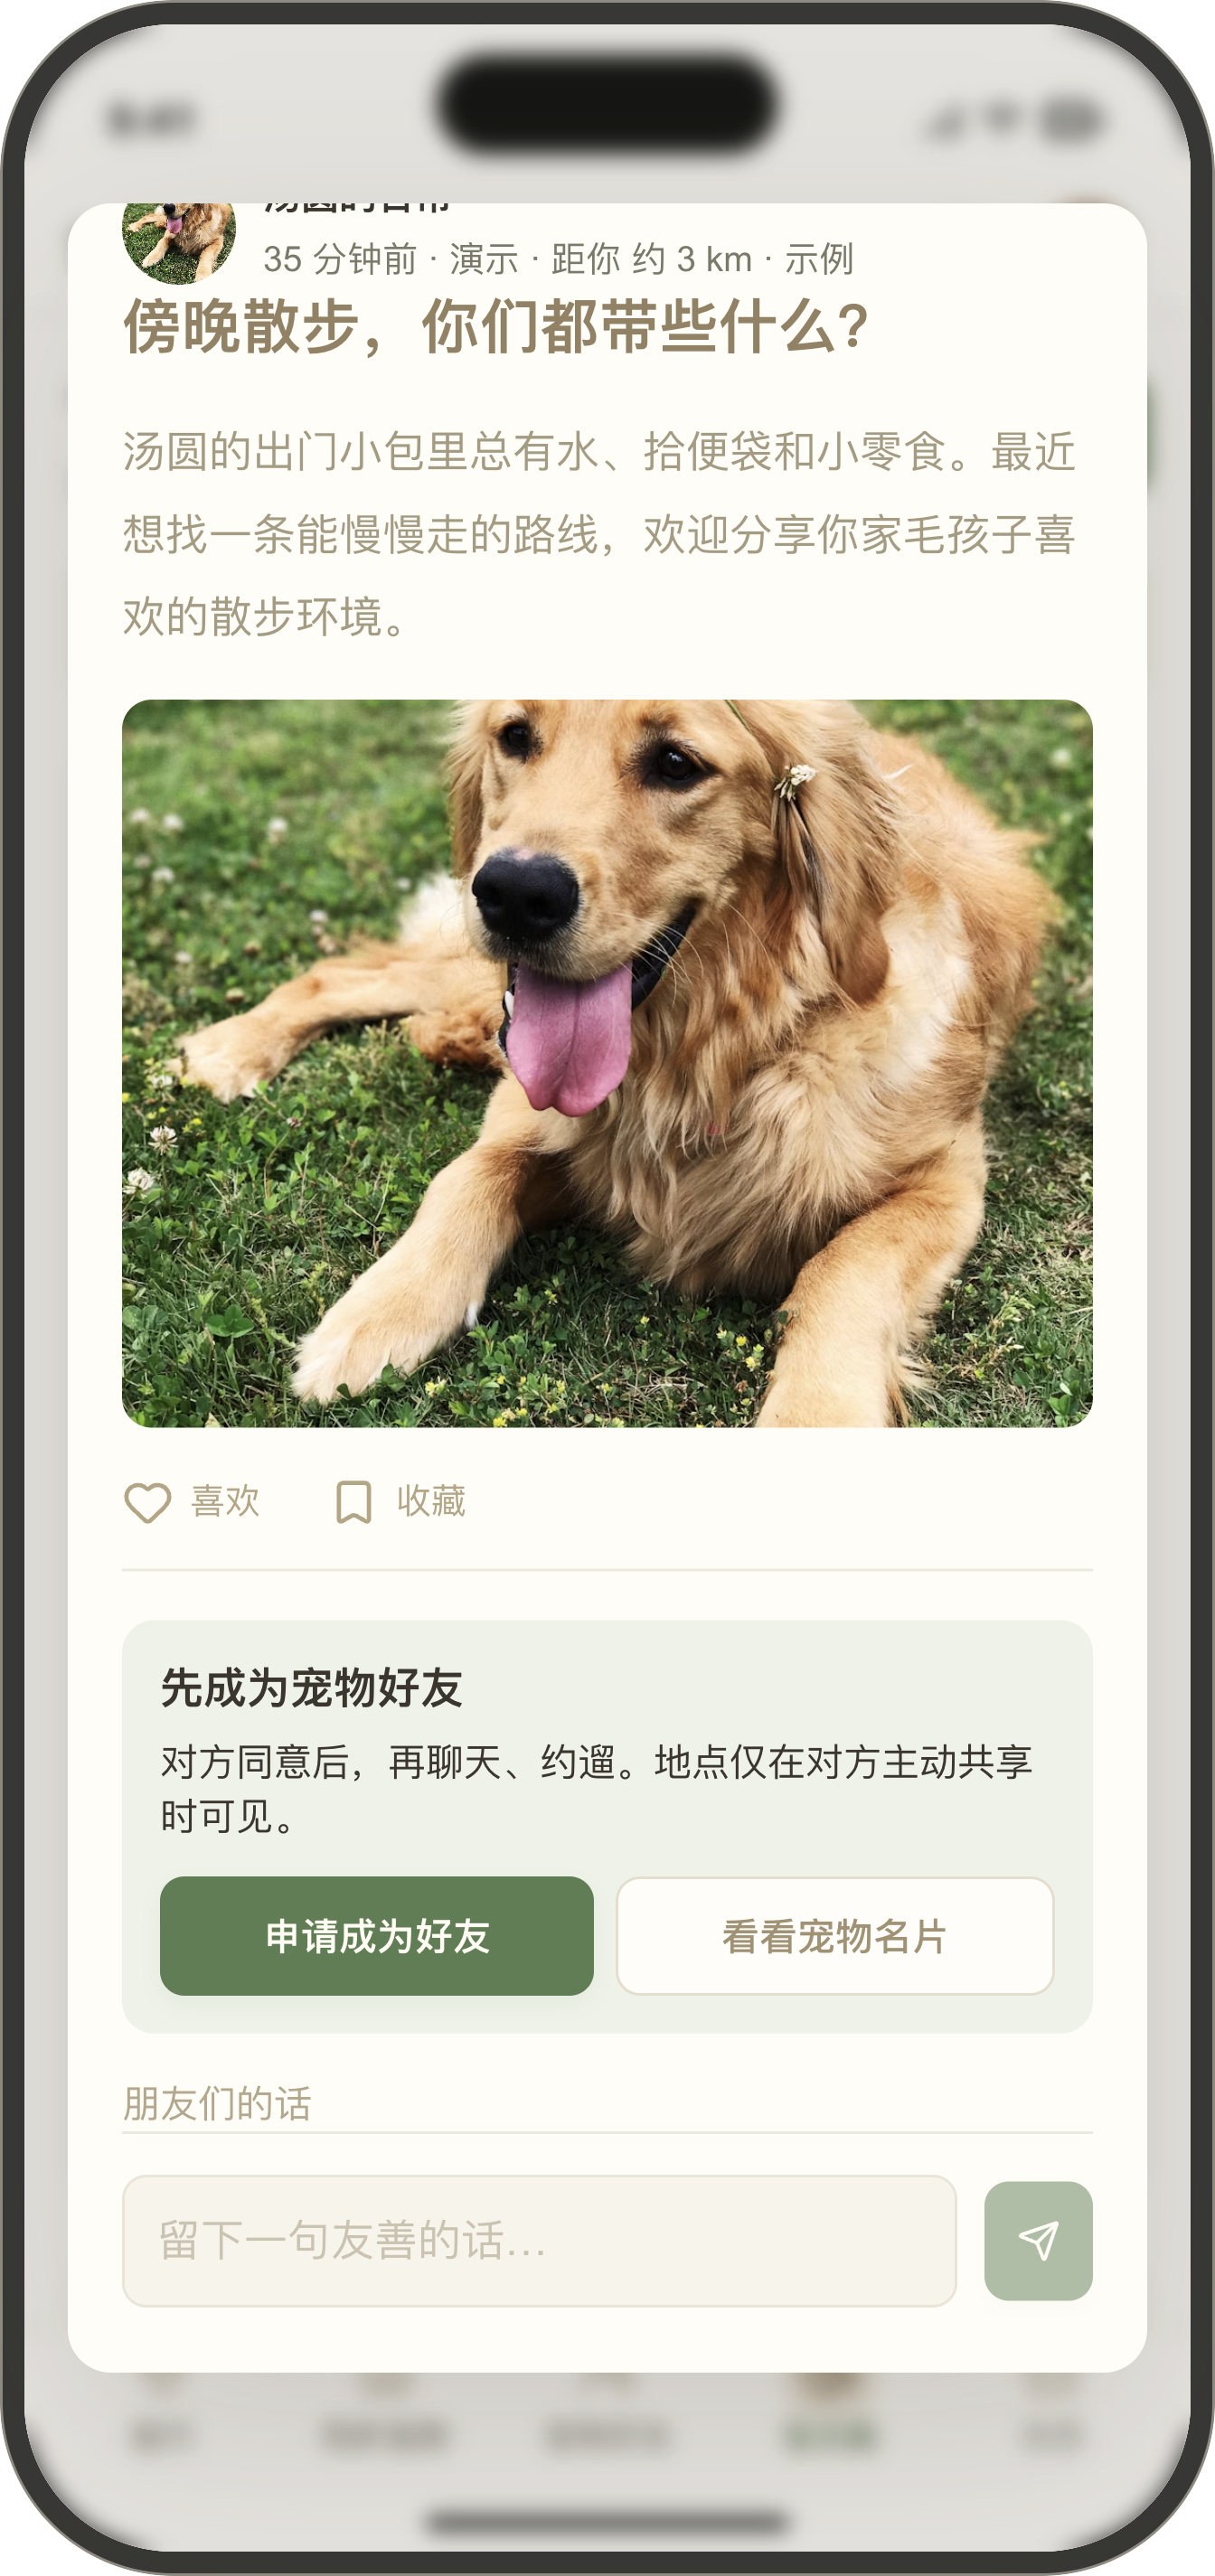 汤圆的日常
35 分钟前 · 演示 · 距你 约 3 km · 示例
傍晚散步，你们都带些什么？
汤圆的出门小包里总有水、拾便袋和小零食。最近
想找一条能慢慢走的路线，欢迎分享你家毛孩子喜
欢的散步环境。
喜欢
收藏
先成为宠物好友
对方同意后，再聊天、约遛。地点仅在对方主动共享
时可见。
申请成为好友
看看宠物名片
朋友们的话
留下一句友善的话...